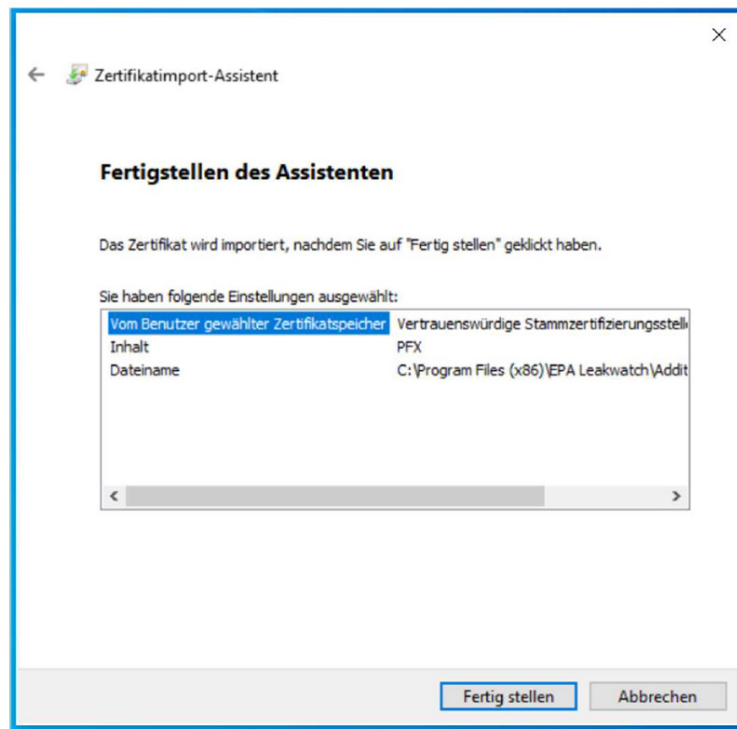 Zertifikatimport-Assistent
Fertigstellen des Assistenten
Das Zertifikat wird importiert, nachdem Sie auf "Fertig stellen" geklickt haben.
Sie haben folgende Einstellungen ausgewählt:
Vom Benutzer gewählter Zertifikatspeicher Vertrauenswürdige Stammzertifizierungsstell
Inhalt PFX
Dateiname C:\Program Files (x86)\EPA Leakwatch\Addit
Fertig stellen Abbrechen